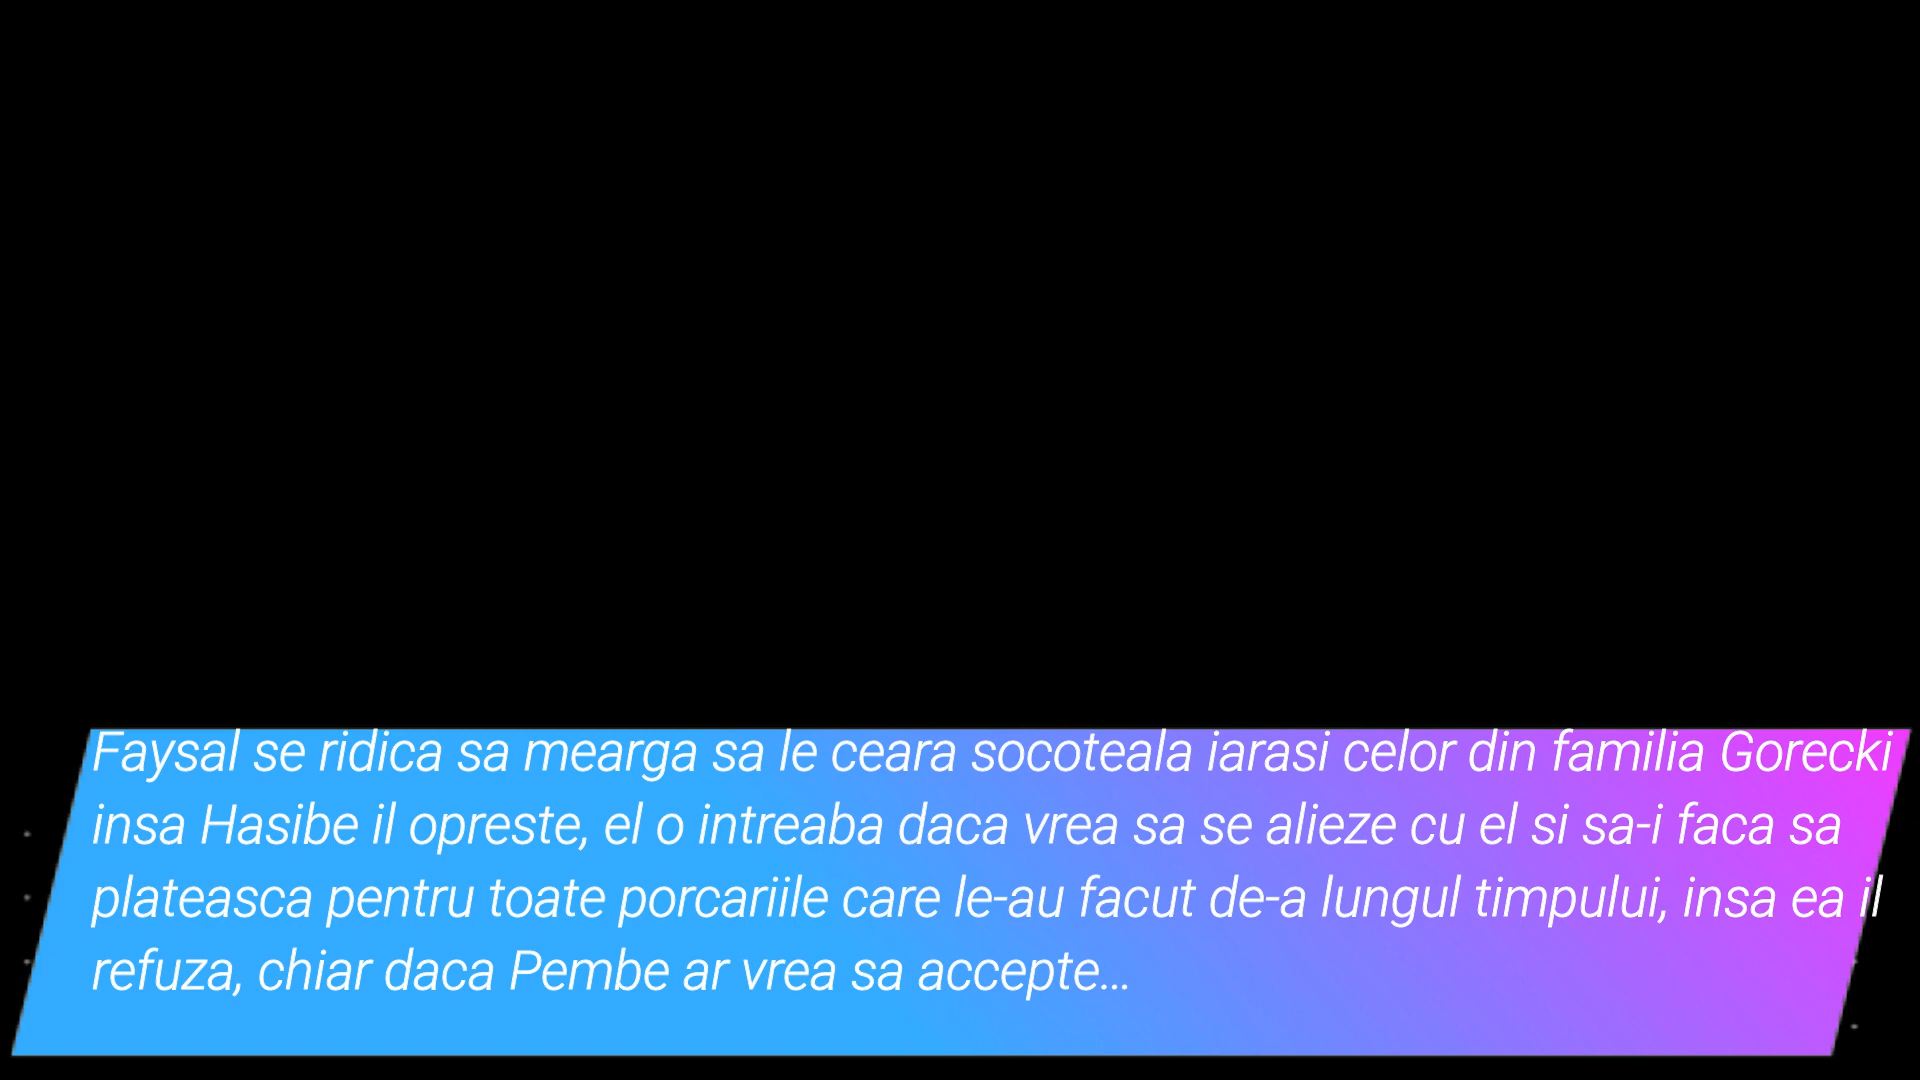 Faysal se ridica sa mearga sa le ceara socoteala iarasi celor din familia Gorecki
insa Hasibe il opreste, el o intreaba daca vrea sa se alieze cu el si sa-i faca sa
plateasca pentru toate porcariile care le-au facut de-a lungul timpului, insa ea il
refuza, chiar daca Pembe ar vrea sa accepte...